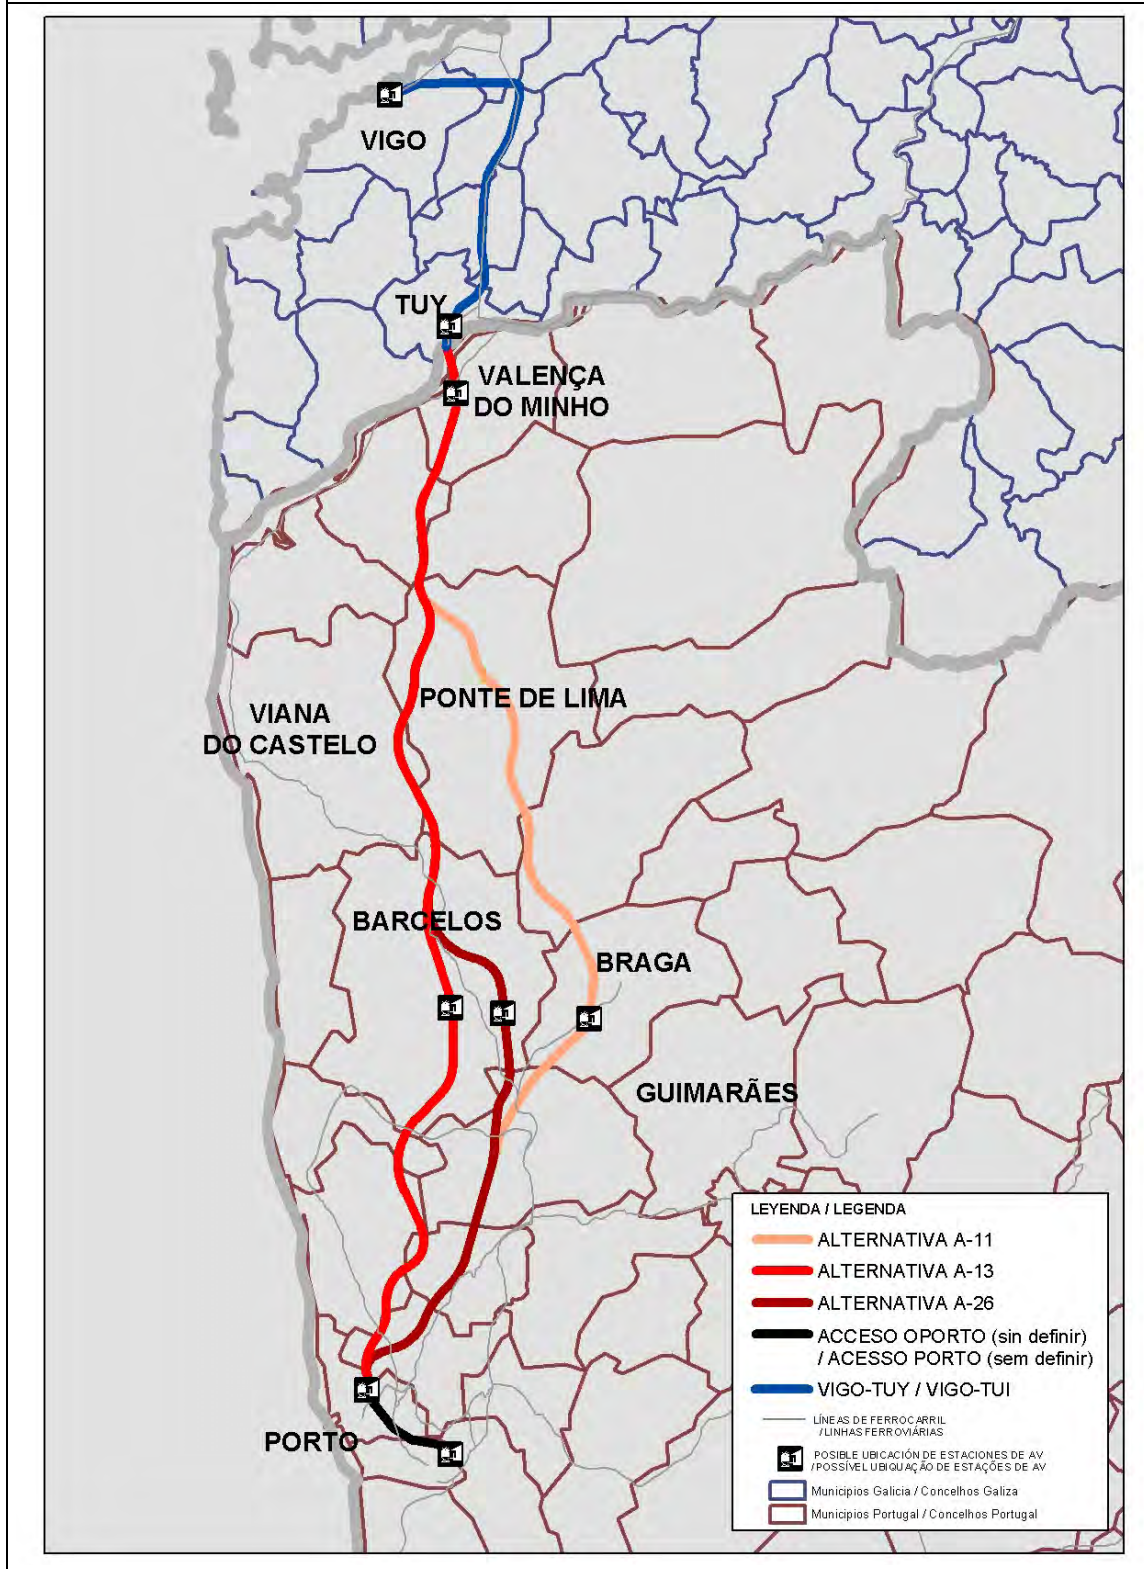 VIGO
TUY
VALENÇA
DO MINHO
PONTE DE LIMA
VIANA
DO CASTELO
BARCELOS
BRAGA
GUIMARÃES
PORTO
LEYENDA / LEGENDA
ALTERNATIVA A-11
ALTERNATIVA A-13
ALTERNATIVA A-26
ACCESO OPORTO (sin definir)
/ ACESSO PORTO (sem definir)
VIGO-TUY / VIGO-TUI
LÍNEAS DE FERROCARRIL
/LINHAS FERROVIÁRIAS
POSIBLE UBICACIÓN DE ESTACIONES DE AV
/POSSÍVEL UBIQUAÇÃO DE ESTAÇÕES DE AV
Municipios Galicia / Concelhos Galiza
Municipios Portugal / Concelhos Portugal